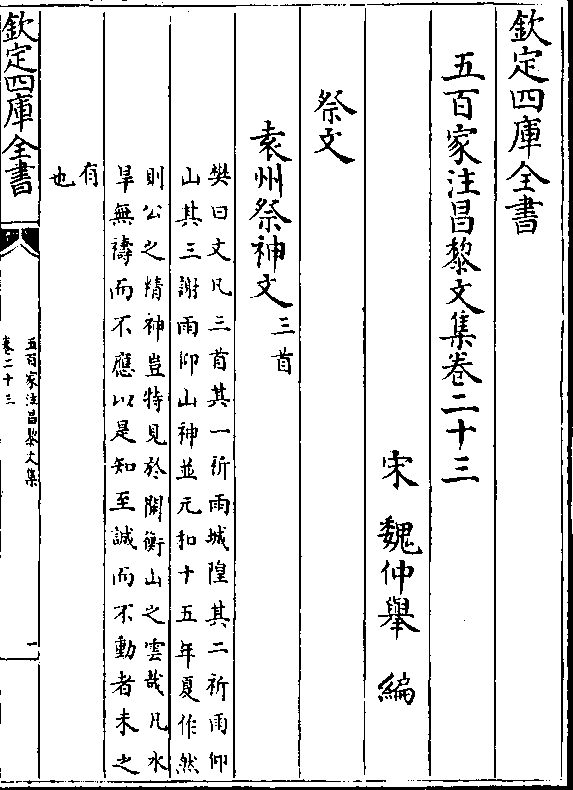 欽定四庫全書
五百家注昌黎文集卷二十三
宋 魏仲舉 編
祭文
袁州祭神文三首
樊曰文凡三首其一祈雨城隍其二祈雨仰
山其三謝雨仰山神並元和十五年夏作然
則公之精神豈特見於開衡山之雲哉凡水
旱無禱而不應以是知至誠而不動者未之
有
也
欽定四庫全書
五百家注昌黎文集
卷二十三
一